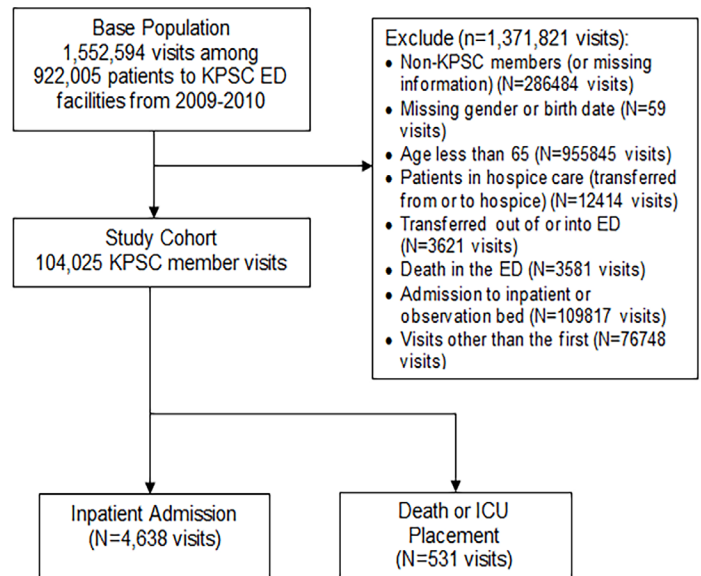 Base Population
1,552,594 visits among
922,005 patients to KPSC ED
facilities from 2009-2010
Exclude (n=1,371,821 visits):
• Non-KPSC members (or missing
information) (N=286484 visits)
• Missing gender or birth date (N=59
visits)
• Age less than 65 (N=955845 visits)
• Patients in hospice care (transferred
from or to hospice) (N=12414 visits)
• Transferred out of or into ED
(N=3621 visits)
• Death in the ED (N=3581 visits)
• Admission to inpatient or
observation bed (N=109817 visits)
• Visits other than the first (N=76748
visits)
Study Cohort
104,025 KPSC member visits
Inpatient Admission
(N=4,638 visits)
Death or ICU
Placement
(N=531 visits)